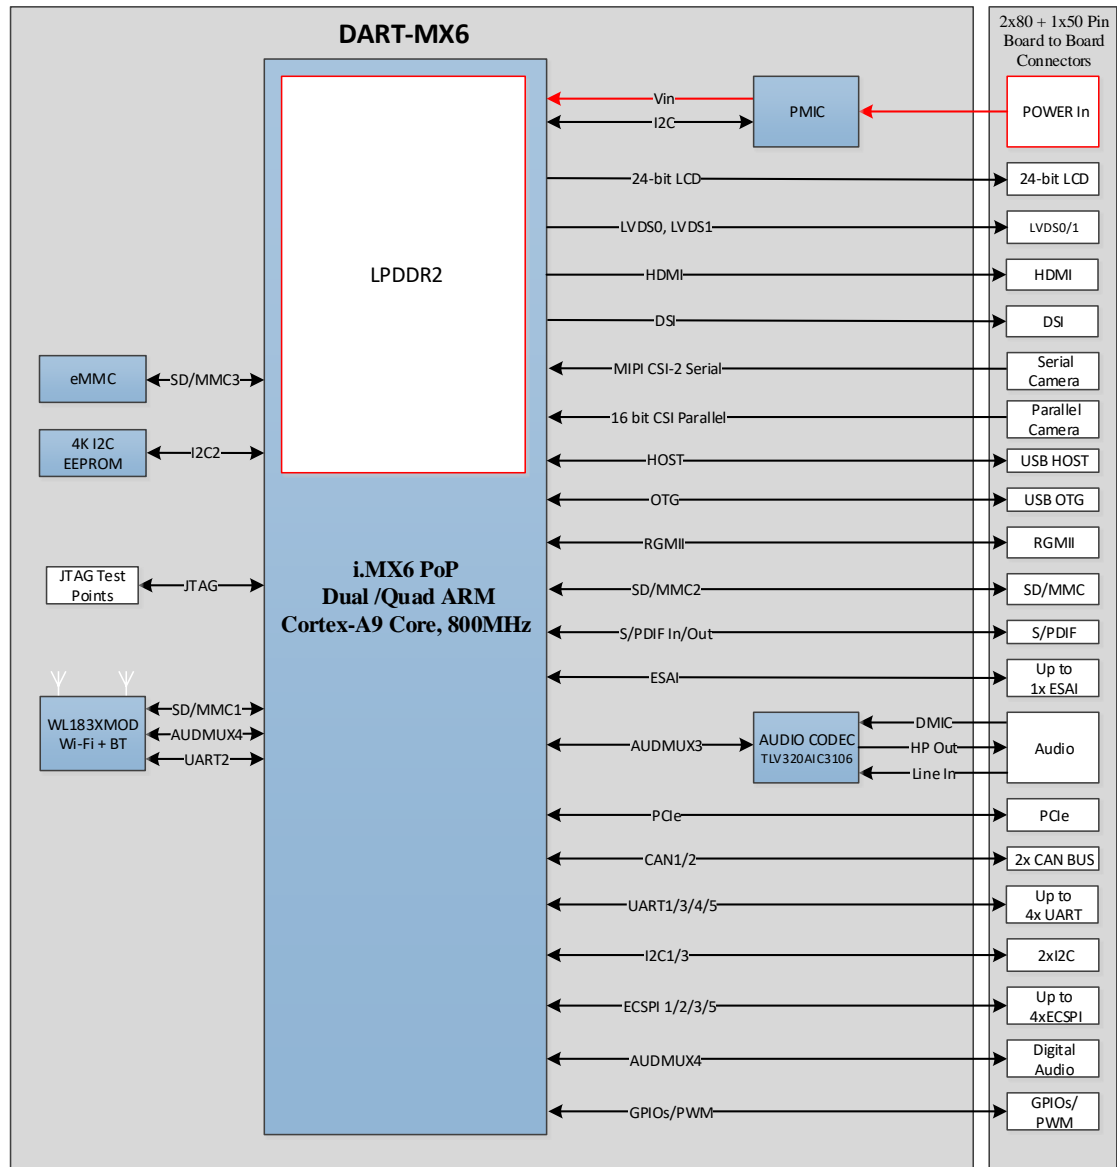 DART-MX6
2x80 + 1x50 Pin
Board to Board
Connectors
LPDDR2
Vin
I2C
PMIC
POWER In
24-bit LCD
24-bit LCD
LVDS0, LVDS1
LVDS0/1
HDMI
HDMI
DSI
DSI
MIPI CSI-2 Serial
Serial
Camera
16 bit CSI Parallel
Parallel
Camera
HOST
USB HOST
OTG
USB OTG
RGMII
RGMII
SD/MMC2
SD/MMC
S/PDIF In/Out
S/PDIF
ESAI
Up to
1x ESAI
AUDMUX3
AUDIO CODEC
TLV320AIC3106
DMIC
HP Out
Line In
Audio
PCIe
PCIe
CAN1/2
2x CAN BUS
UART1/3/4/5
Up to
4x UART
I2C1/3
2xI2C
ECSPI 1/2/3/5
Up to
4xECSPI
AUDMUX4
Digital
Audio
GPIOs/PWM
GPIOs/
PWM
eMMC
SD/MMC3
4K I2C
EEPROM
I2C2
JTAG Test
Points
JTAG
i.MX6 PoP
Dual /Quad ARM
Cortex-A9 Core, 800MHz
WL183XMOD
Wi-Fi + BT
SD/MMC1
AUDMUX4
UART2